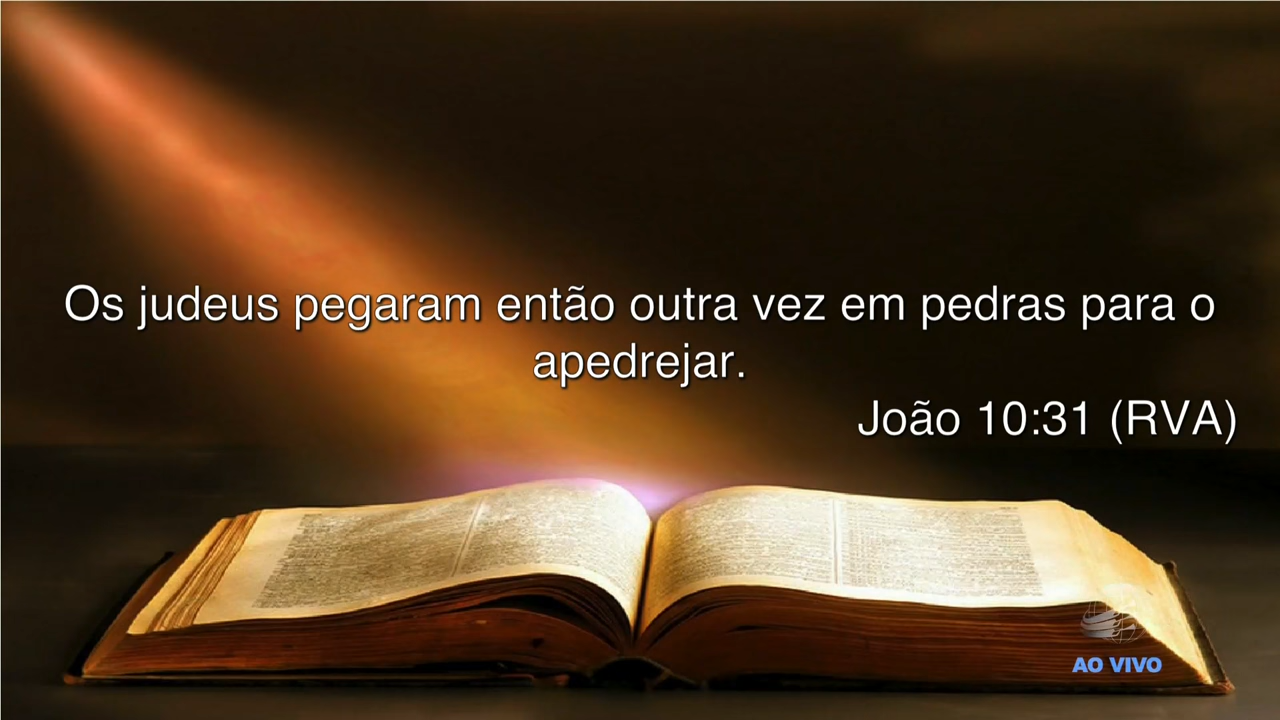 Os judeus pegaram então outra vez em pedras para o
apedrejar.
João 10:31 (RVA)
AO VIVO